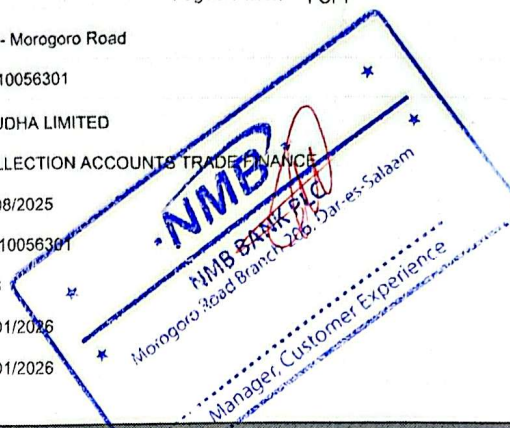 - Morogoro Road
10056301
UDHA LIMITED
LLECTION ACCOUNTS TRADE FINANCE
08/2025
10056301
01/2026
01/2026
NMB
NMB BANK PLC
Morogoro Road Branch 206, Dar-es-Salaam
Manager, Customer Experience